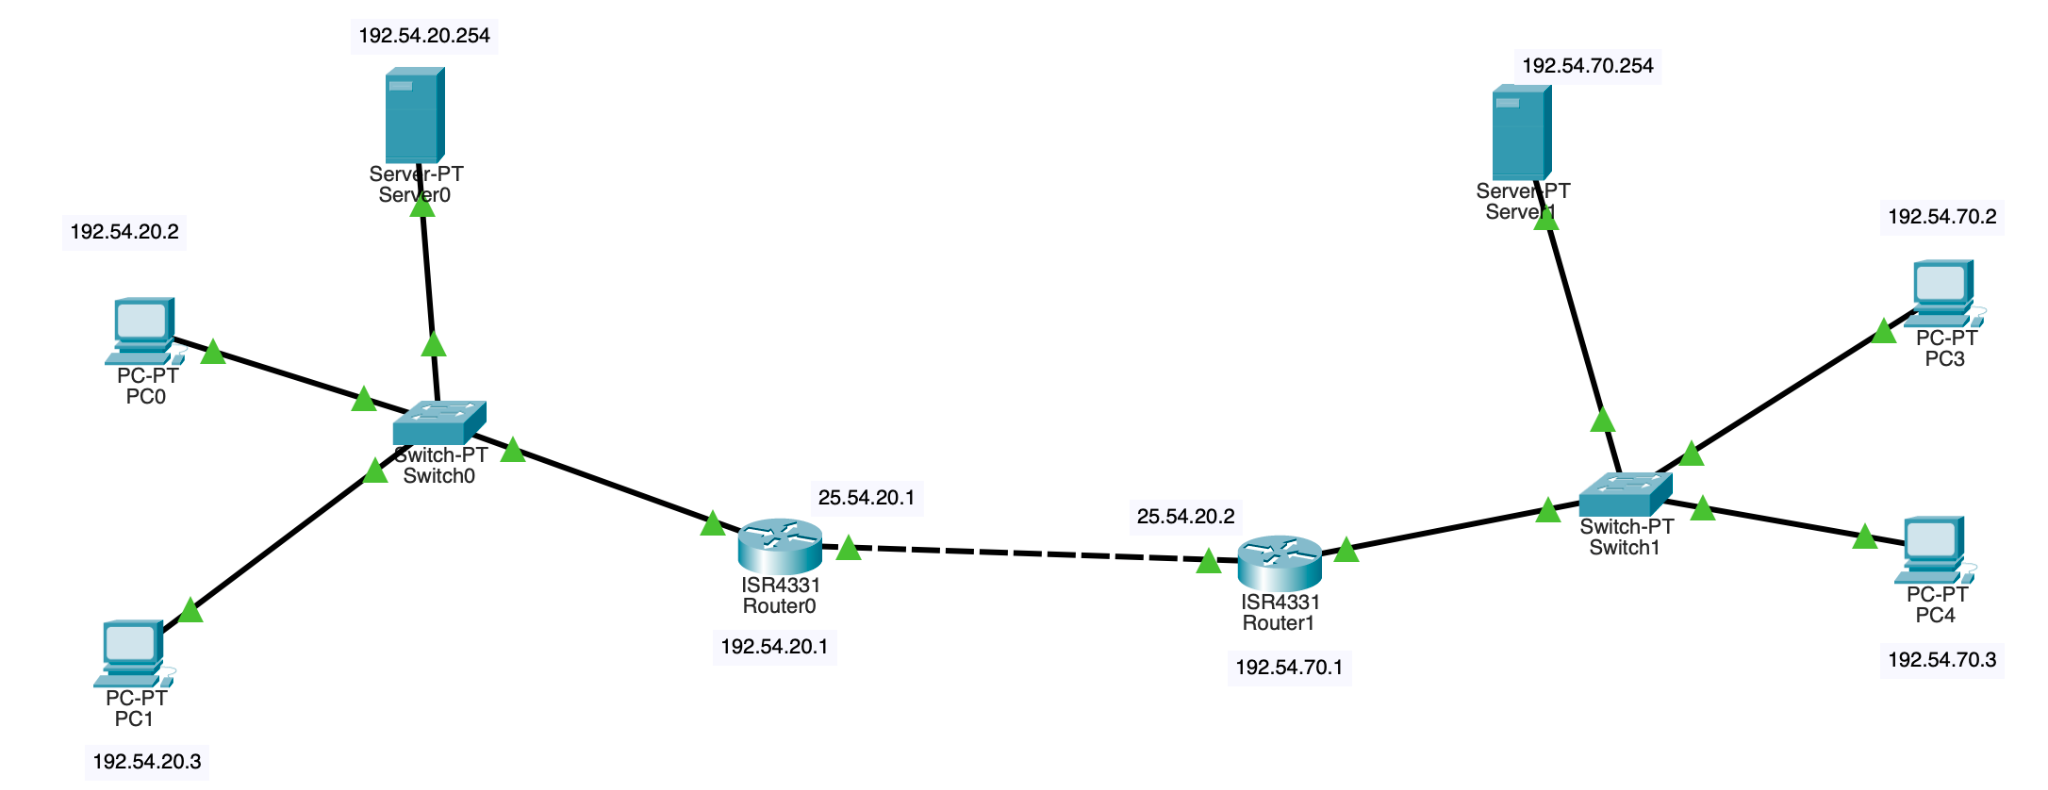 192.54.20.254
Server-PT
Server0
192.54.20.2
PC-PT
PC0
Switch-PT
Switch0
PC-PT
PC1
192.54.20.3
25.54.20.1
ISR4331
Router0
192.54.20.1
25.54.20.2
ISR4331
Router1
192.54.70.1
192.54.70.254
Server-PT
Server1
192.54.70.2
PC-PT
PC3
Switch-PT
Switch1
PC-PT
PC4
192.54.70.3